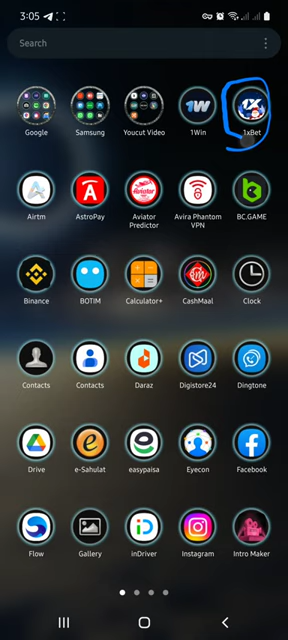 3:05
Search
Google Samsung Youcut Video 1Win 1xBet
Airtm AstroPay Aviator Predictor Avira Phantom VPN BC.GAME
Binance BOTIM Calculator+ CashMaal Clock
Contacts Contacts Daraz Digistore24 Dingtone
Drive e-Sahulat easypaisa Eyecon Facebook
Flow Gallery inDriver Instagram Intro Maker